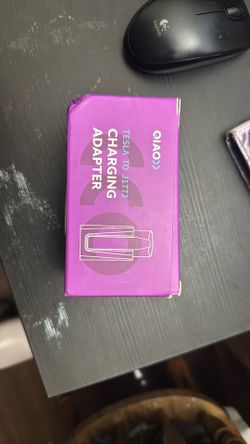 QIAO
TESLA TO J1772
CHARGING
ADAPTER